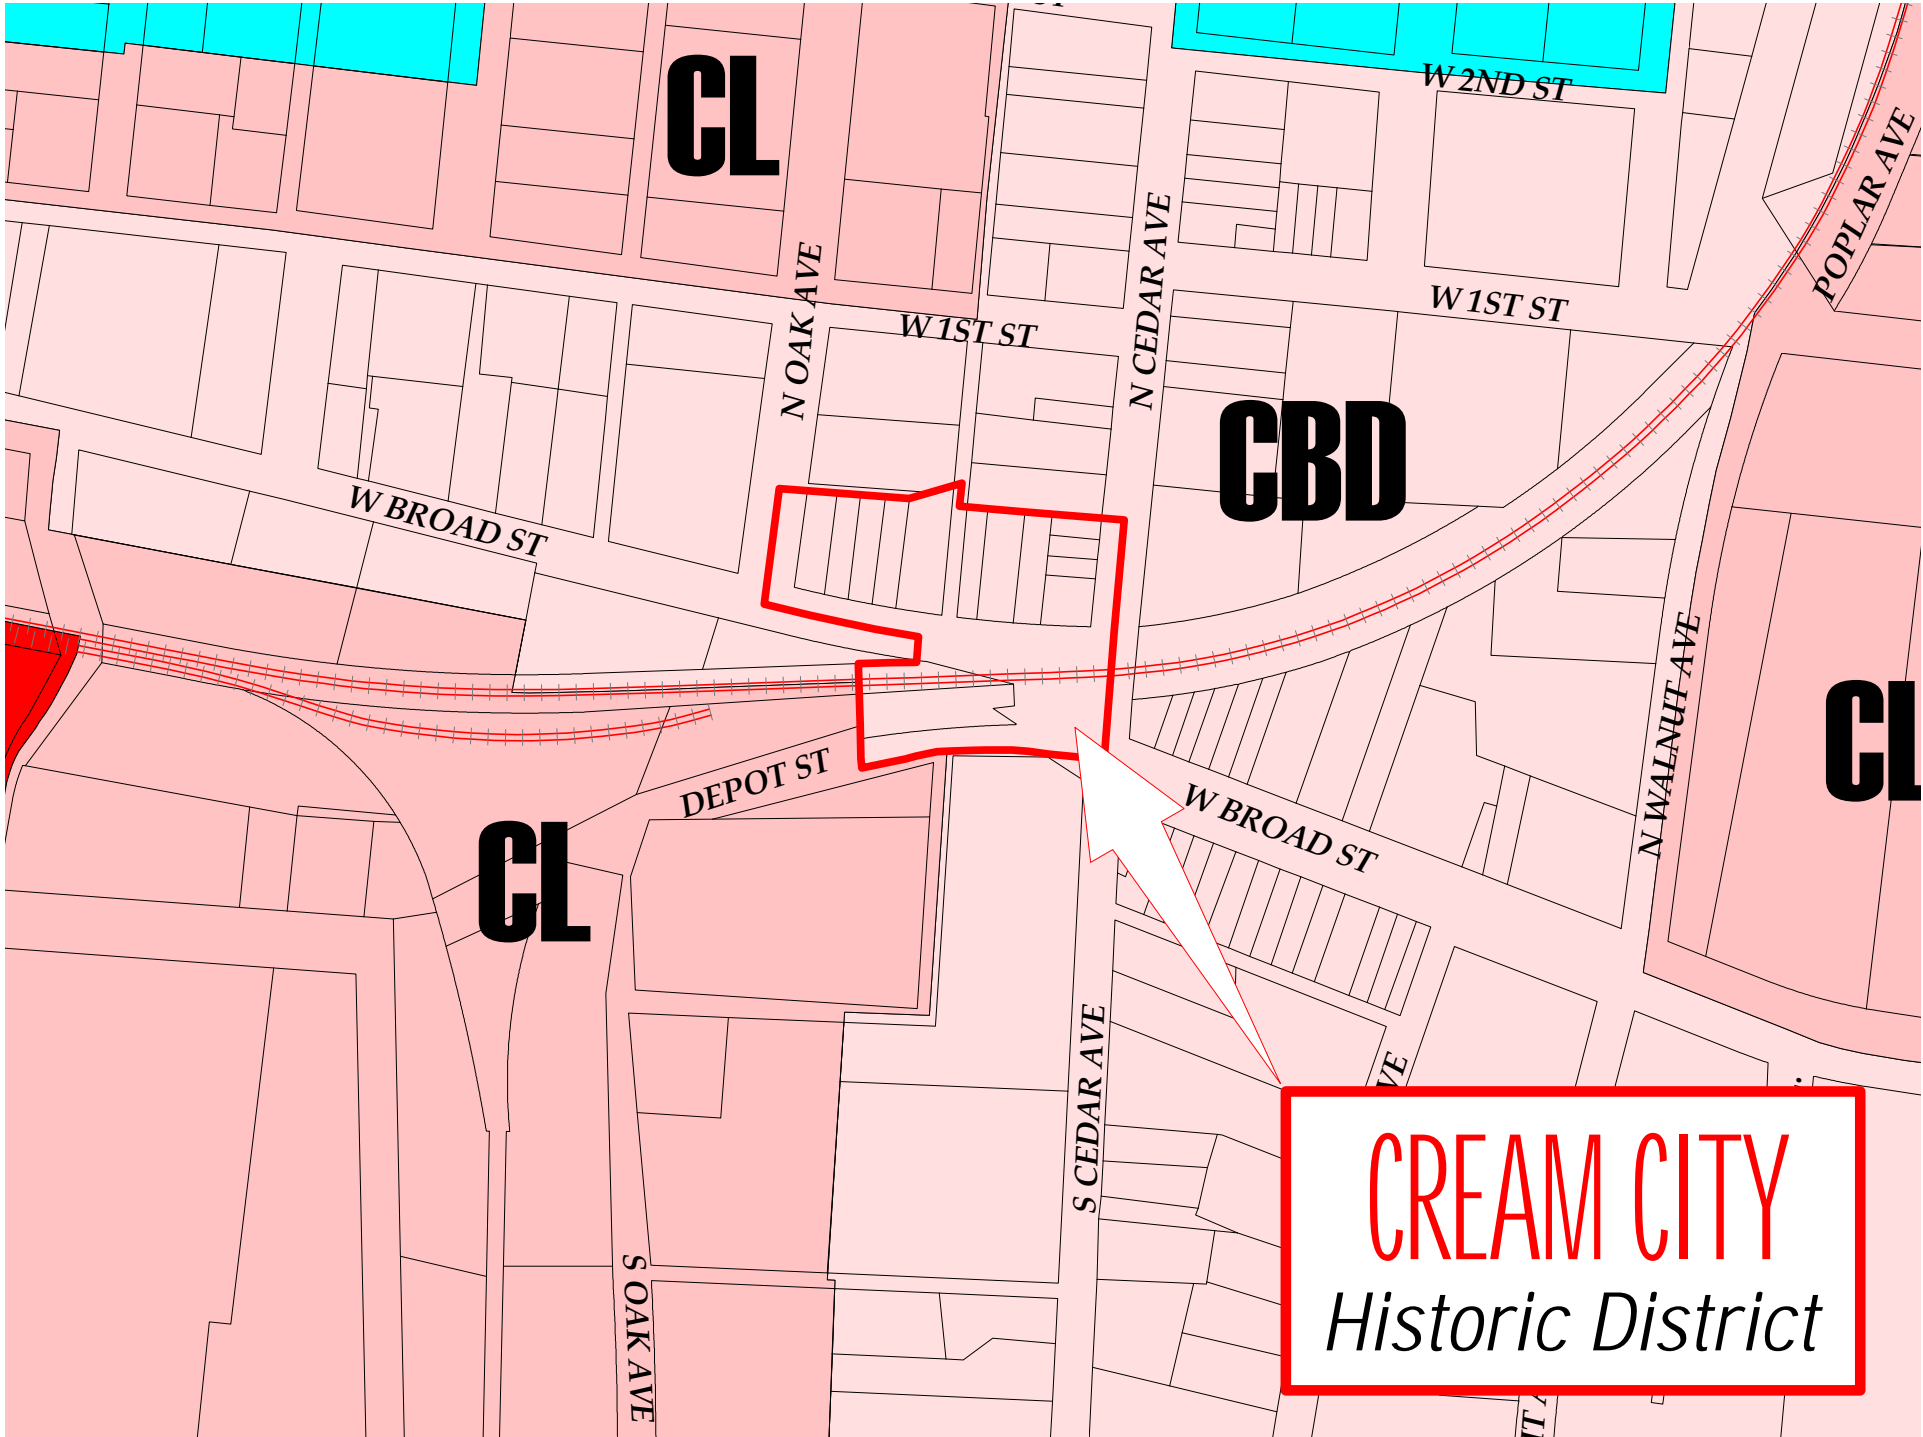 CL
W 2ND ST
POPLAR AVE
N OAK AVE
N CEDAR AVE
W 1ST ST
W 1ST ST
CBD
W BROAD ST
N WALNUT AVE
CL
DEPOT ST
W BROAD ST
CL
S CEDAR AVE
VE
S OAK AVE
CREAM CITY
Historic District